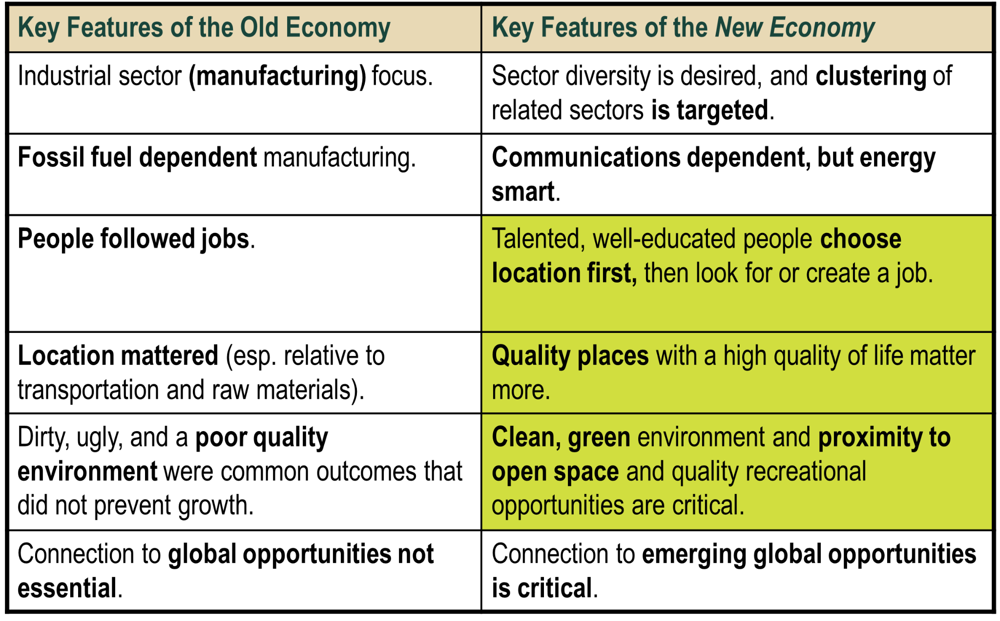 Key Features of the Old Economy
Key Features of the New Economy
Industrial sector (manufacturing) focus.
Sector diversity is desired, and clustering of
related sectors is targeted.
Fossil fuel dependent manufacturing.
Communications dependent, but energy
smart.
People followed jobs.
Talented, well-educated people choose
location first, then look for or create a job.
Location mattered (esp. relative to
transportation and raw materials).
Quality places with a high quality of life matter
more.
Dirty, ugly, and a poor quality
environment were common outcomes that
did not prevent growth.
Clean, green environment and proximity to
open space and quality recreational
opportunities are critical.
Connection to global opportunities not
essential.
Connection to emerging global opportunities
is critical.